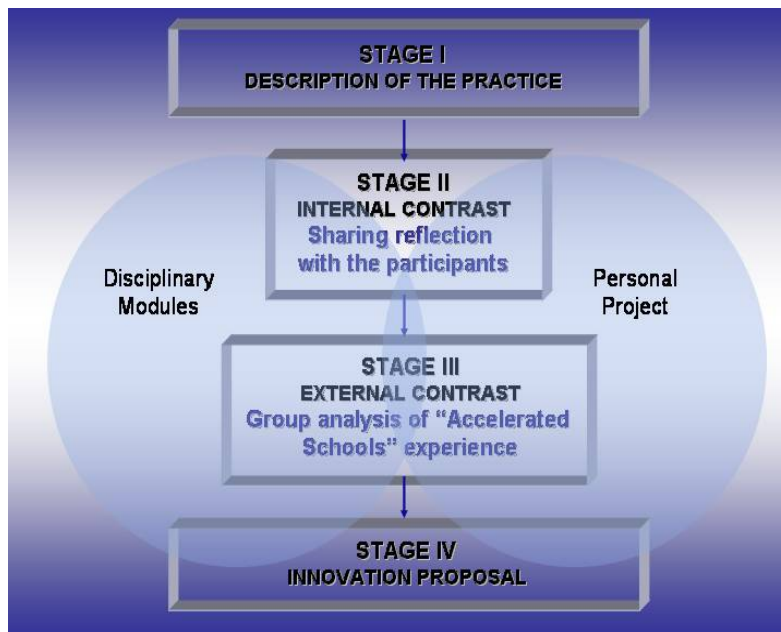 STAGE I
DESCRIPTION OF THE PRACTICE
STAGE II
INTERNAL CONTRAST
Sharing reflection
with the participants
Disciplinary
Modules
Personal
Project
STAGE III
EXTERNAL CONTRAST
Group analysis of “Accelerated
Schools” experience
STAGE IV
INNOVATION PROPOSAL